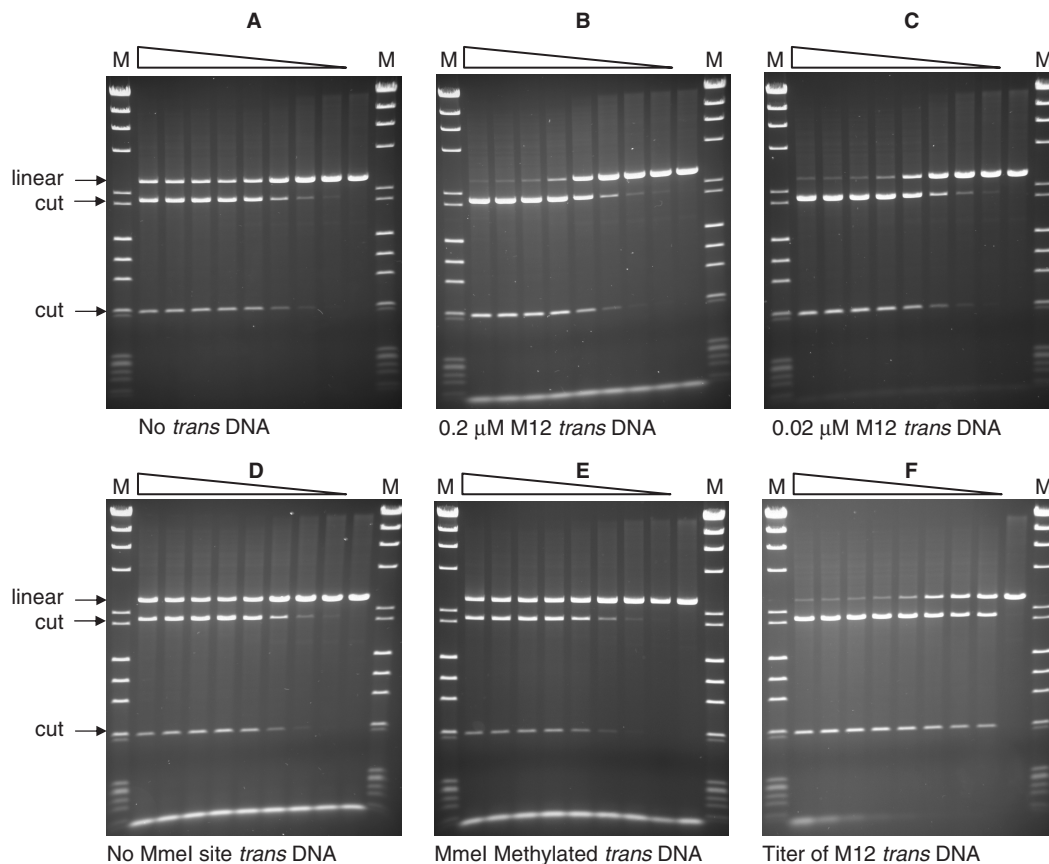 A B C
M M M M
linear
cut
cut
No trans DNA 0.2 μM M12 trans DNA 0.02 μM M12 trans DNA
D E F
M M M M
linear
cut
cut
No MmeI site trans DNA MmeI Methylated trans DNA Titer of M12 trans DNA